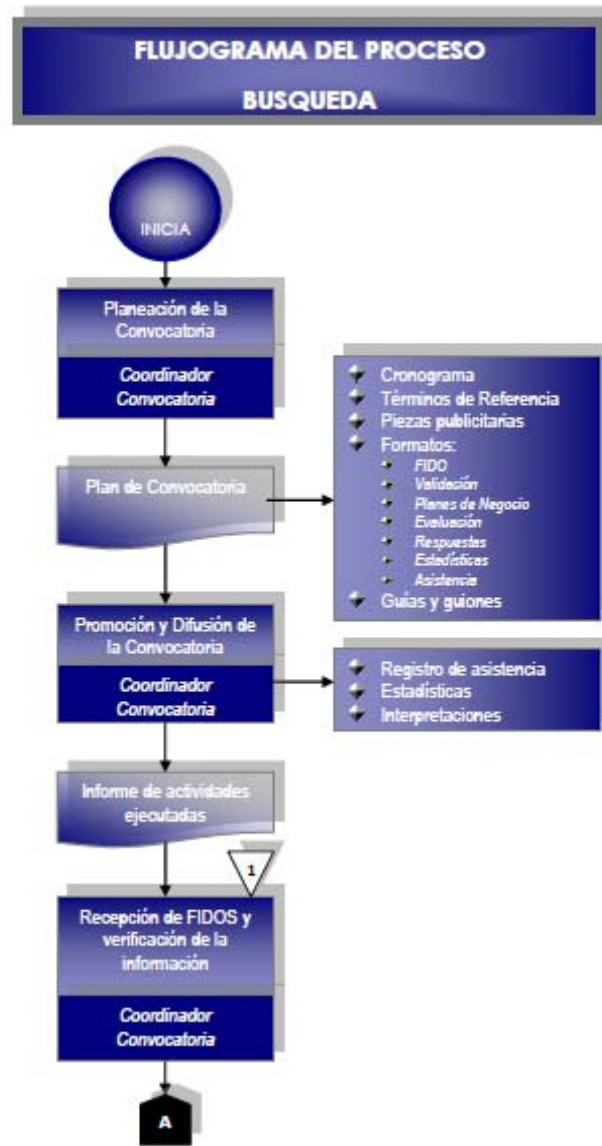 FLUJOGRAMA DEL PROCESO
BUSQUEDA
INICIA
Planeación de la
Convocatoria
Coordinador
Convocatoria
Plan de Convocatoria
Cronograma
Términos de Referencia
Piezas publicitarias
Formatos:
FIDO
Validación
Planes de Negocio
Evaluación
Respuestas
Estadísticas
Asistencia
Guías y guiones
Promoción y Difusión de
la Convocatoria
Coordinador
Convocatoria
Registro de asistencia
Estadísticas
Interpretaciones
Informe de actividades
ejecutadas
1
Recepción de FIDOS y
verificación de la
información
Coordinador
Convocatoria
A